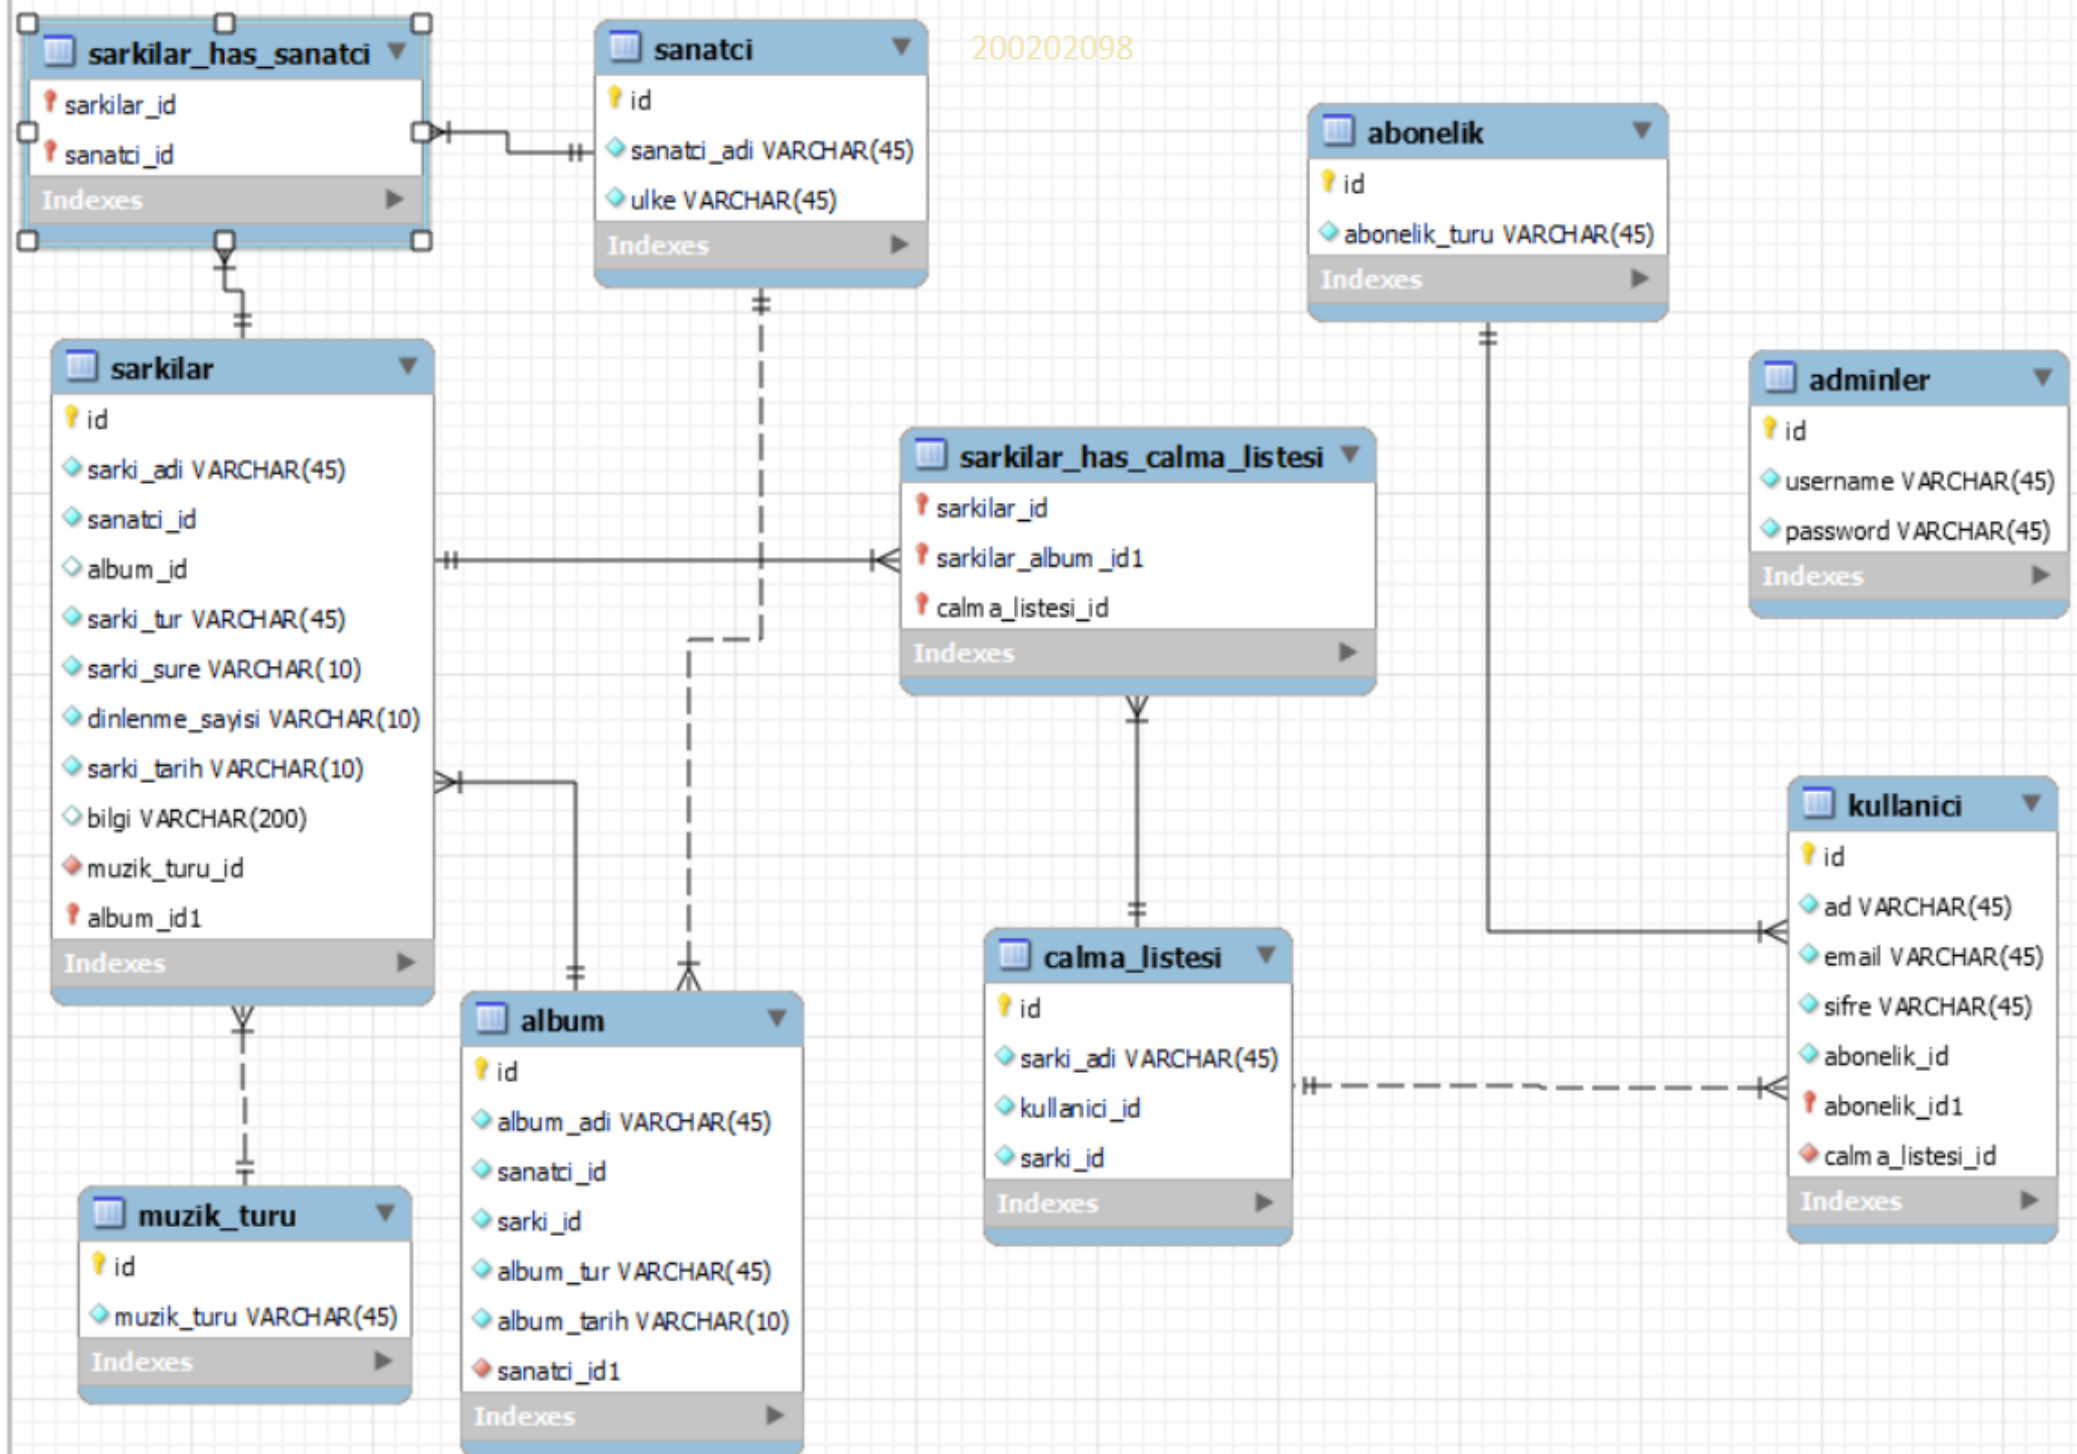 sarkilar_has_sanatci
sarkilar_id
sanatci_id
Indexes
sanatci
id
sanatci_adi VARCHAR(45)
ulke VARCHAR(45)
Indexes
200202098
abonelik
id
abonelik_turu VARCHAR(45)
Indexes
adminler
id
username VARCHAR(45)
password VARCHAR(45)
Indexes
sarkilar
id
sarki_adi VARCHAR(45)
sanatci_id
album_id
sarki_tur VARCHAR(45)
sarki_sure VARCHAR(10)
dinlenme_sayisi VARCHAR(10)
sarki_tarih VARCHAR(10)
bilgi VARCHAR(200)
muzik_turu_id
album_id1
Indexes
sarkilar_has_calma_listesi
sarkilar_id
sarkilar_album_id1
calma_listesi_id
Indexes
kullanici
id
ad VARCHAR(45)
email VARCHAR(45)
sifre VARCHAR(45)
abonelik_id
abonelik_id1
calma_listesi_id
Indexes
calma_listesi
id
sarki_adi VARCHAR(45)
kullanici_id
sarki_id
Indexes
album
id
album_adi VARCHAR(45)
sanatci_id
sarki_id
album_tur VARCHAR(45)
album_tarih VARCHAR(10)
sanatci_id1
Indexes
muzik_turu
id
muzik_turu VARCHAR(45)
Indexes